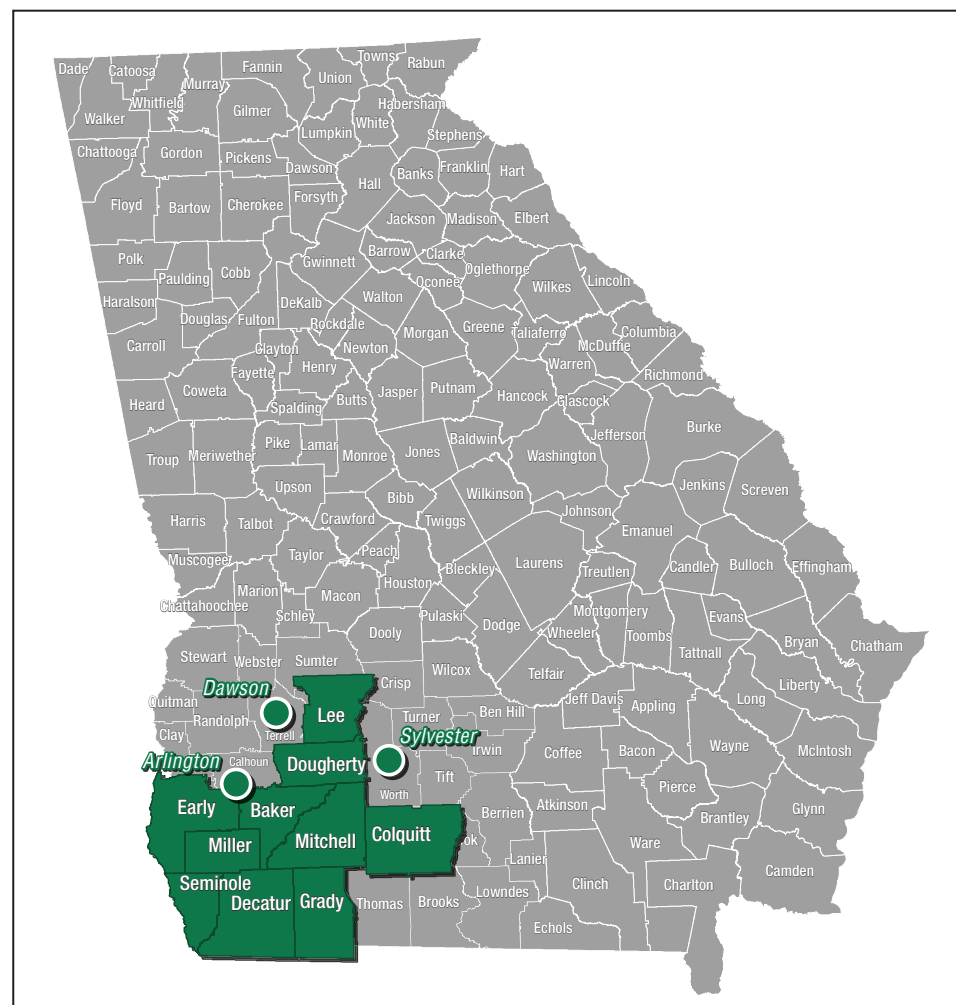 Towns
Rabun
Fannin
Dade
Catoosa
Union
Murray
Whitfield
Habersham
Gilmer
Walker
White
Lumpkin
Stephens
Chattooga
Gordon
Pickens
Dawson
Banks
Franklin
Hart
Hall
Floyd
Bartow
Cherokee
Forsyth
Jackson
Madison
Elbert
Polk
Paulding
Cobb
Gwinnett
Barrow
Clarke
Oconee
Oglethorpe
Wilkes
Lincoln
Haralson
Douglas
Fulton
DeKalb
Walton
Rockdale
Morgan
Greene
Taliaferro
Columbia
McDuffie
Carroll
Clayton
Newton
Fayette
Henry
Warren
Richmond
Heard
Coweta
Spalding
Butts
Jasper
Putnam
Hancock
Glascock
Jefferson
Burke
Troup
Meriwether
Pike
Lamar
Monroe
Jones
Baldwin
Washington
Upson
Bibb
Wilkinson
Jenkins
Screven
Harris
Talbot
Crawford
Twiggs
Johnson
Emanuel
Muscogee
Taylor
Peach
Houston
Bleckley
Laurens
Treutlen
Candler
Bulloch
Effingham
Chattahoochee
Marion
Schley
Macon
Pulaski
Dodge
Montgomery
Wheeler
Toombs
Evans
Tattnall
Bryan
Chatham
Stewart
Webster
Sumter
Dooly
Crisp
Wilcox
Telfair
Liberty
Long
Quitman
Dawson
Randolph
Clay
Terrell
Lee
Turner
Ben Hill
Jeff Davis
Appling
Arlington
Calhoun
Dougherty
Sylvester
Irwin
Coffee
Bacon
Wayne
McIntosh
Worth
Tift
Pierce
Early
Baker
Berrien
Atkinson
Brantley
Glynn
Miller
Mitchell
Colquitt
ok
Lanier
Ware
Camden
Seminole
Decatur
Grady
Thomas
Brooks
Lowndes
Clinch
Charlton
Echols